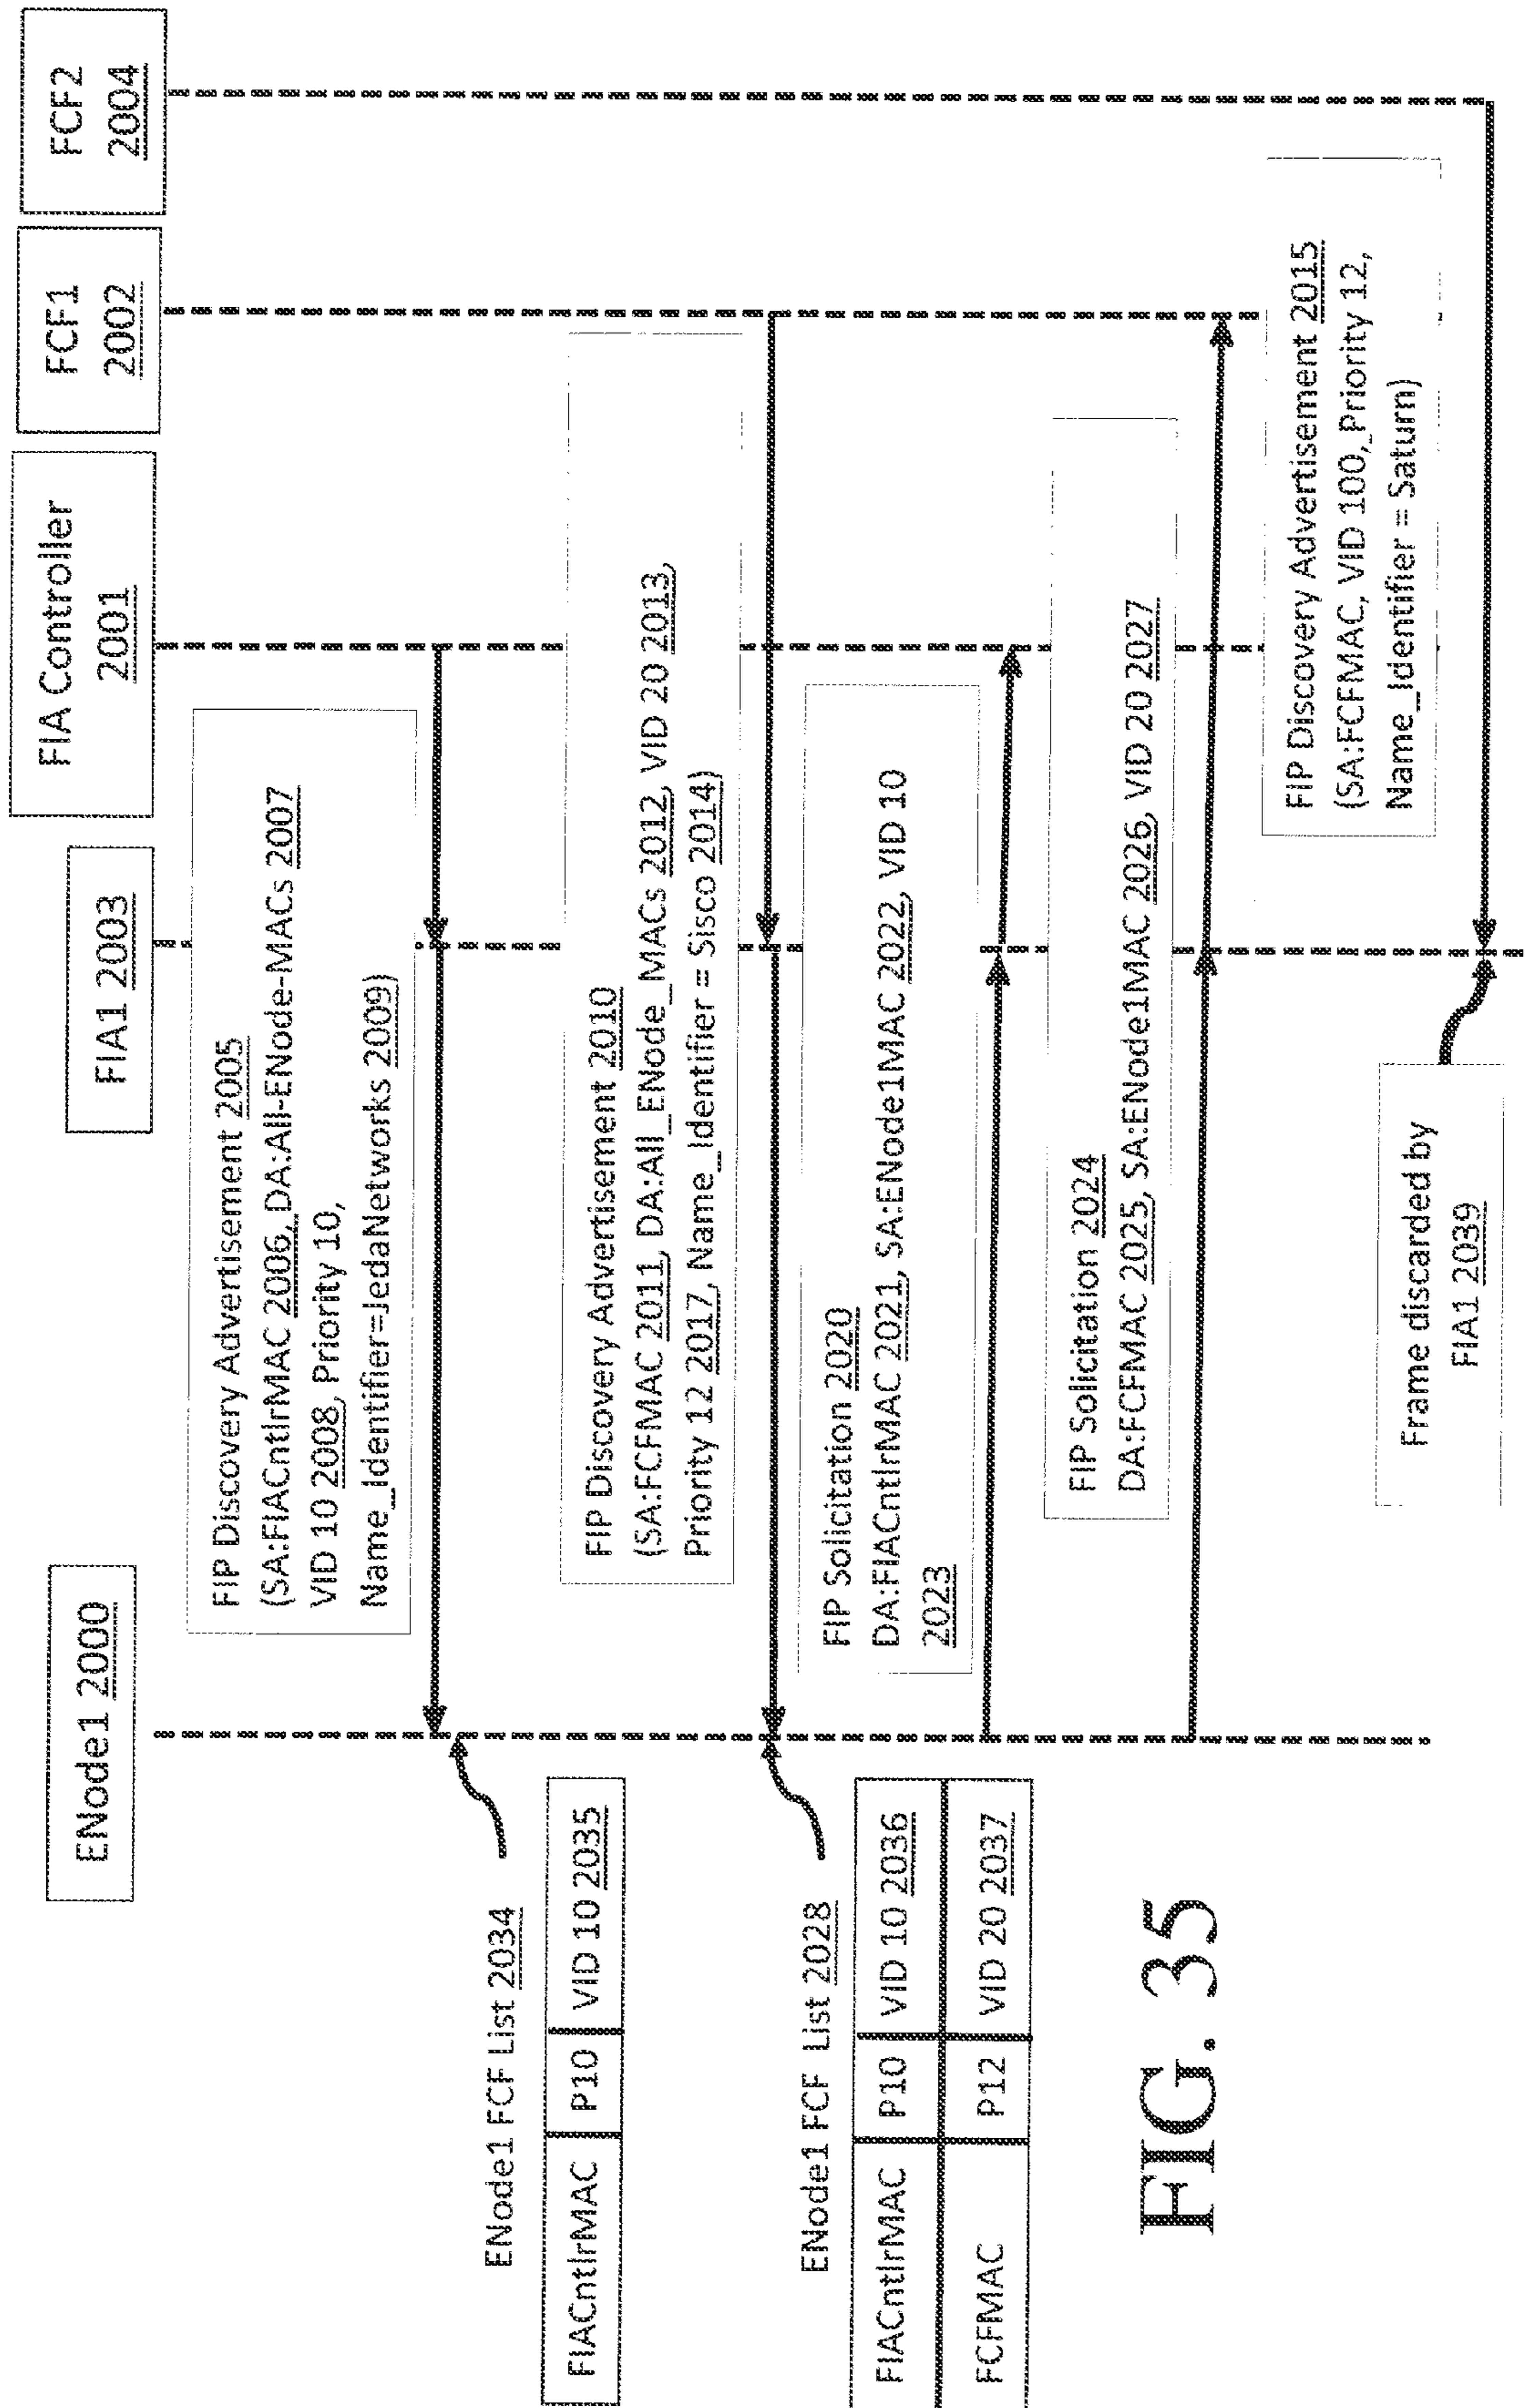 ENode1 2000
FIA1 2003
FIA Controller
2001
FCF1
2002
FCF2
2004
FIP Discovery Advertisement 2005
(SA:FIACntlrMAC 2006, DA:All-ENode-MACs 2007
VID 10 2008, Priority 10,
Name_Identifier=JedaNetworks 2009)
ENode1 FCF List 2034
FIACntlrMAC P10 VID 10 2035
FIP Discovery Advertisement 2010
(SA:FCFMAC 2011, DA:All_ENode_MACs 2012, VID 20 2013,
Priority 12 2017, Name_Identifier = Sisco 2014)
ENode1 FCF List 2028
FIACntlrMAC P10 VID 10 2036
FCFMAC P12 VID 20 2037
FIP Solicitation 2020
DA:FIACntlrMAC 2021, SA:ENode1MAC 2022, VID 10
2023
FIP Solicitation 2024
DA:FCFMAC 2025, SA:ENode1MAC 2026, VID 20 2027
FIP Discovery Advertisement 2015
(SA:FCFMAC, VID 100, Priority 12,
Name_Identifier = Saturn)
Frame discarded by
FIA1 2039
FIG. 35